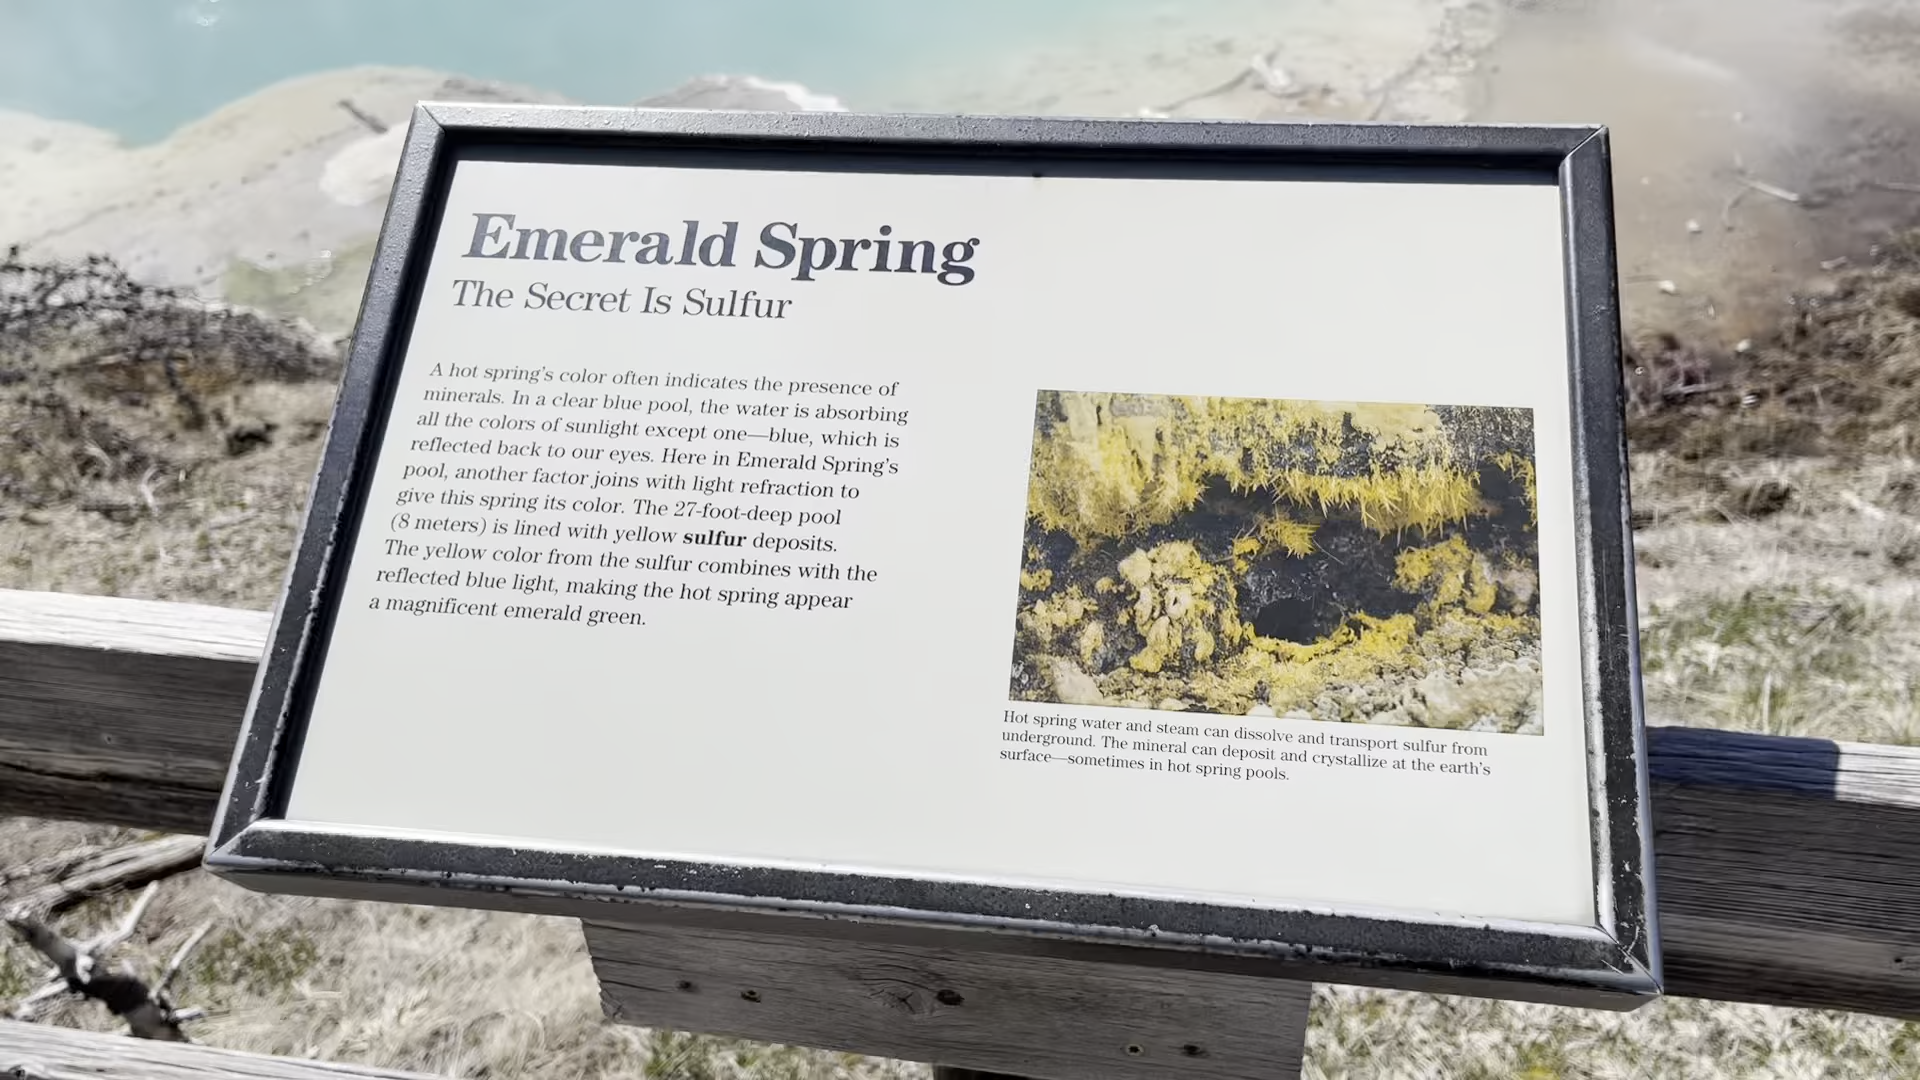 Emerald Spring
The Secret Is Sulfur
A hot spring's color often indicates the presence of
minerals. In a clear blue pool, the water is absorbing
all the colors of sunlight except one—blue, which is
reflected back to our eyes. Here in Emerald Spring's
pool, another factor joins with light refraction to
give this spring its color. The 27-foot-deep pool
(8 meters) is lined with yellow sulfur deposits.
The yellow color from the sulfur combines with the
reflected blue light, making the hot spring appear
a magnificent emerald green.
Hot spring water and steam can dissolve and transport sulfur from
underground. The mineral can deposit and crystallize at the earth's
surface—sometimes in hot spring pools.